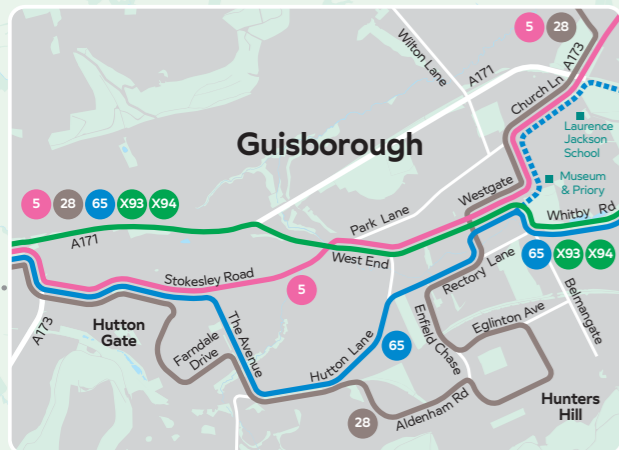 5 28
A173
Wilton Lane
A171
Church Ln
Laurence
Jackson
School
Guisborough
Museum
& Priory
Westgate
5 28 65 X93 X94
Park Lane
Whitby Rd
A171
West End
65 X93 X94
Rectory Lane
Stokesley Road
5
Belmangate
A173
Hutton
Gate
The Avenue
Farndale
Drive
Hutton Lane
65
Enfield Chase
Eglinton Ave
28
Aldenham Rd
Hunters
Hill